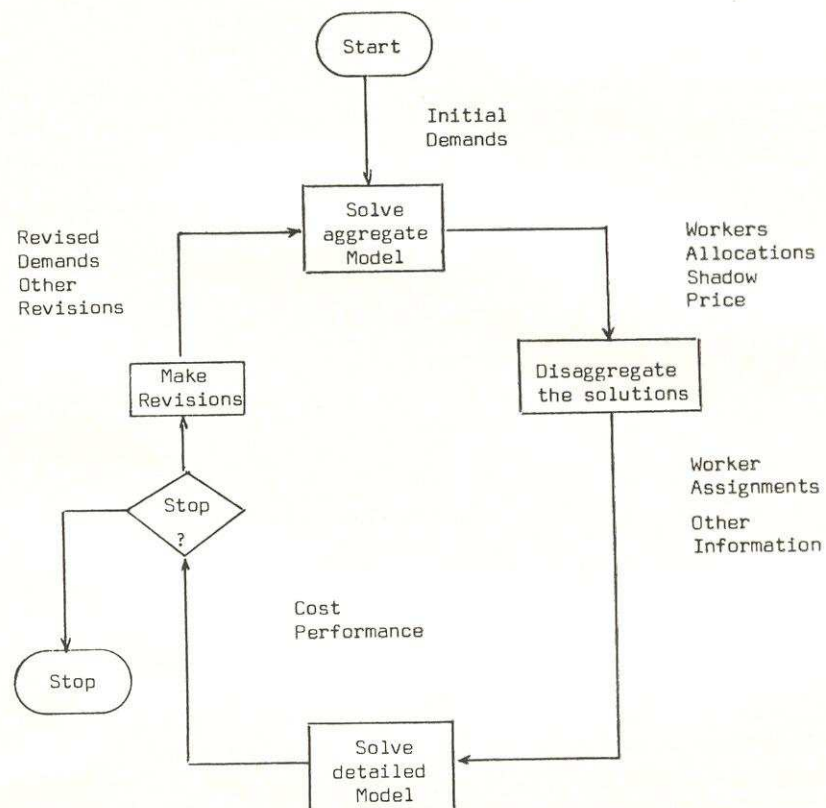 Start
Initial
Demands
Solve
aggregate
Model
Revised
Demands
Other
Revisions
Workers
Allocations
Shadow
Price
Make
Revisions
Disaggregate
the solutions
Stop
?
Worker
Assignments
Other
Information
Cost
Performance
Stop
Solve
detailed
Model